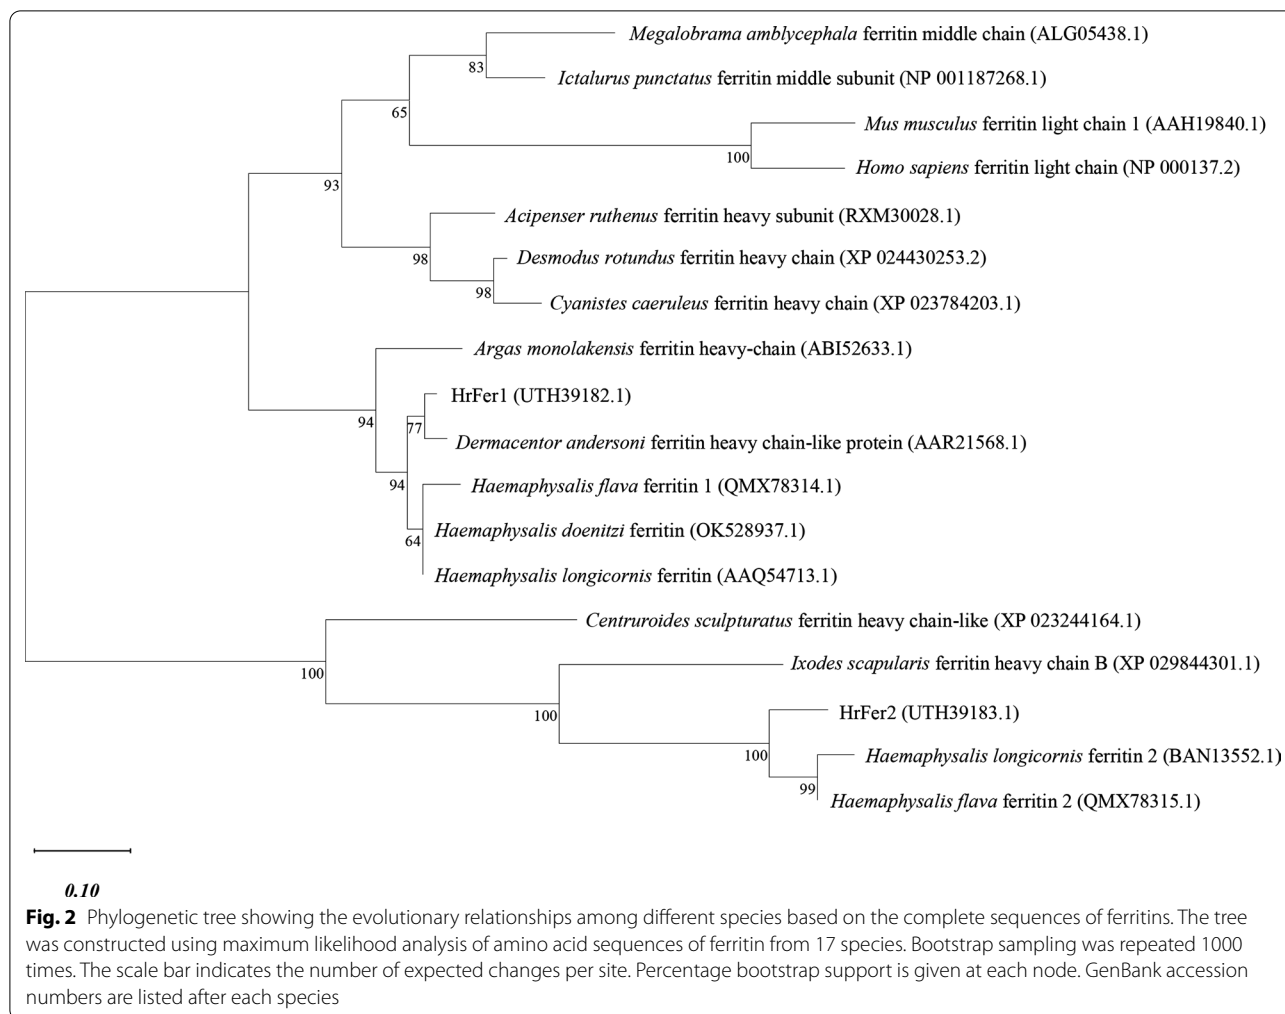 Megalobrama amblycephala ferritin middle chain (ALG05438.1)
83
Ictalurus punctatus ferritin middle subunit (NP 001187268.1)
65
Mus musculus ferritin light chain 1 (AAH19840.1)
100
Homo sapiens ferritin light chain (NP 000137.2)
93
Acipenser ruthenus ferritin heavy subunit (RXM30028.1)
98
Desmodus rotundus ferritin heavy chain (XP 024430253.2)
98
Cyanistes caeruleus ferritin heavy chain (XP 023784203.1)
Argas monolakensis ferritin heavy-chain (ABI52633.1)
HrFer1 (UTH39182.1)
94
77
Dermacentor andersoni ferritin heavy chain-like protein (AAR21568.1)
94
Haemaphysalis flava ferritin 1 (QMX78314.1)
Haemaphysalis doenitzi ferritin (OK528937.1)
64
Haemaphysalis longicornis ferritin (AAQ54713.1)
Centruroides sculpturatus ferritin heavy chain-like (XP 023244164.1)
100
Ixodes scapularis ferritin heavy chain B (XP 029844301.1)
100
HrFer2 (UTH39183.1)
100
Haemaphysalis longicornis ferritin 2 (BAN13552.1)
99
Haemaphysalis flava ferritin 2 (QMX78315.1)
0.10
Fig. 2 Phylogenetic tree showing the evolutionary relationships among different species based on the complete sequences of ferritins. The tree
was constructed using maximum likelihood analysis of amino acid sequences of ferritin from 17 species. Bootstrap sampling was repeated 1000
times. The scale bar indicates the number of expected changes per site. Percentage bootstrap support is given at each node. GenBank accession
numbers are listed after each species